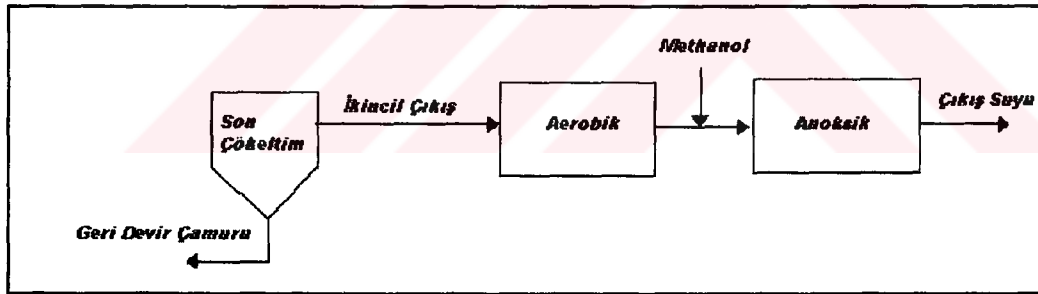 Methanol
Son
Çökeltim
İkincil Çıkış
Aerobik
Anoksik
Çıkış Suyu
Geri Devir Çamuru